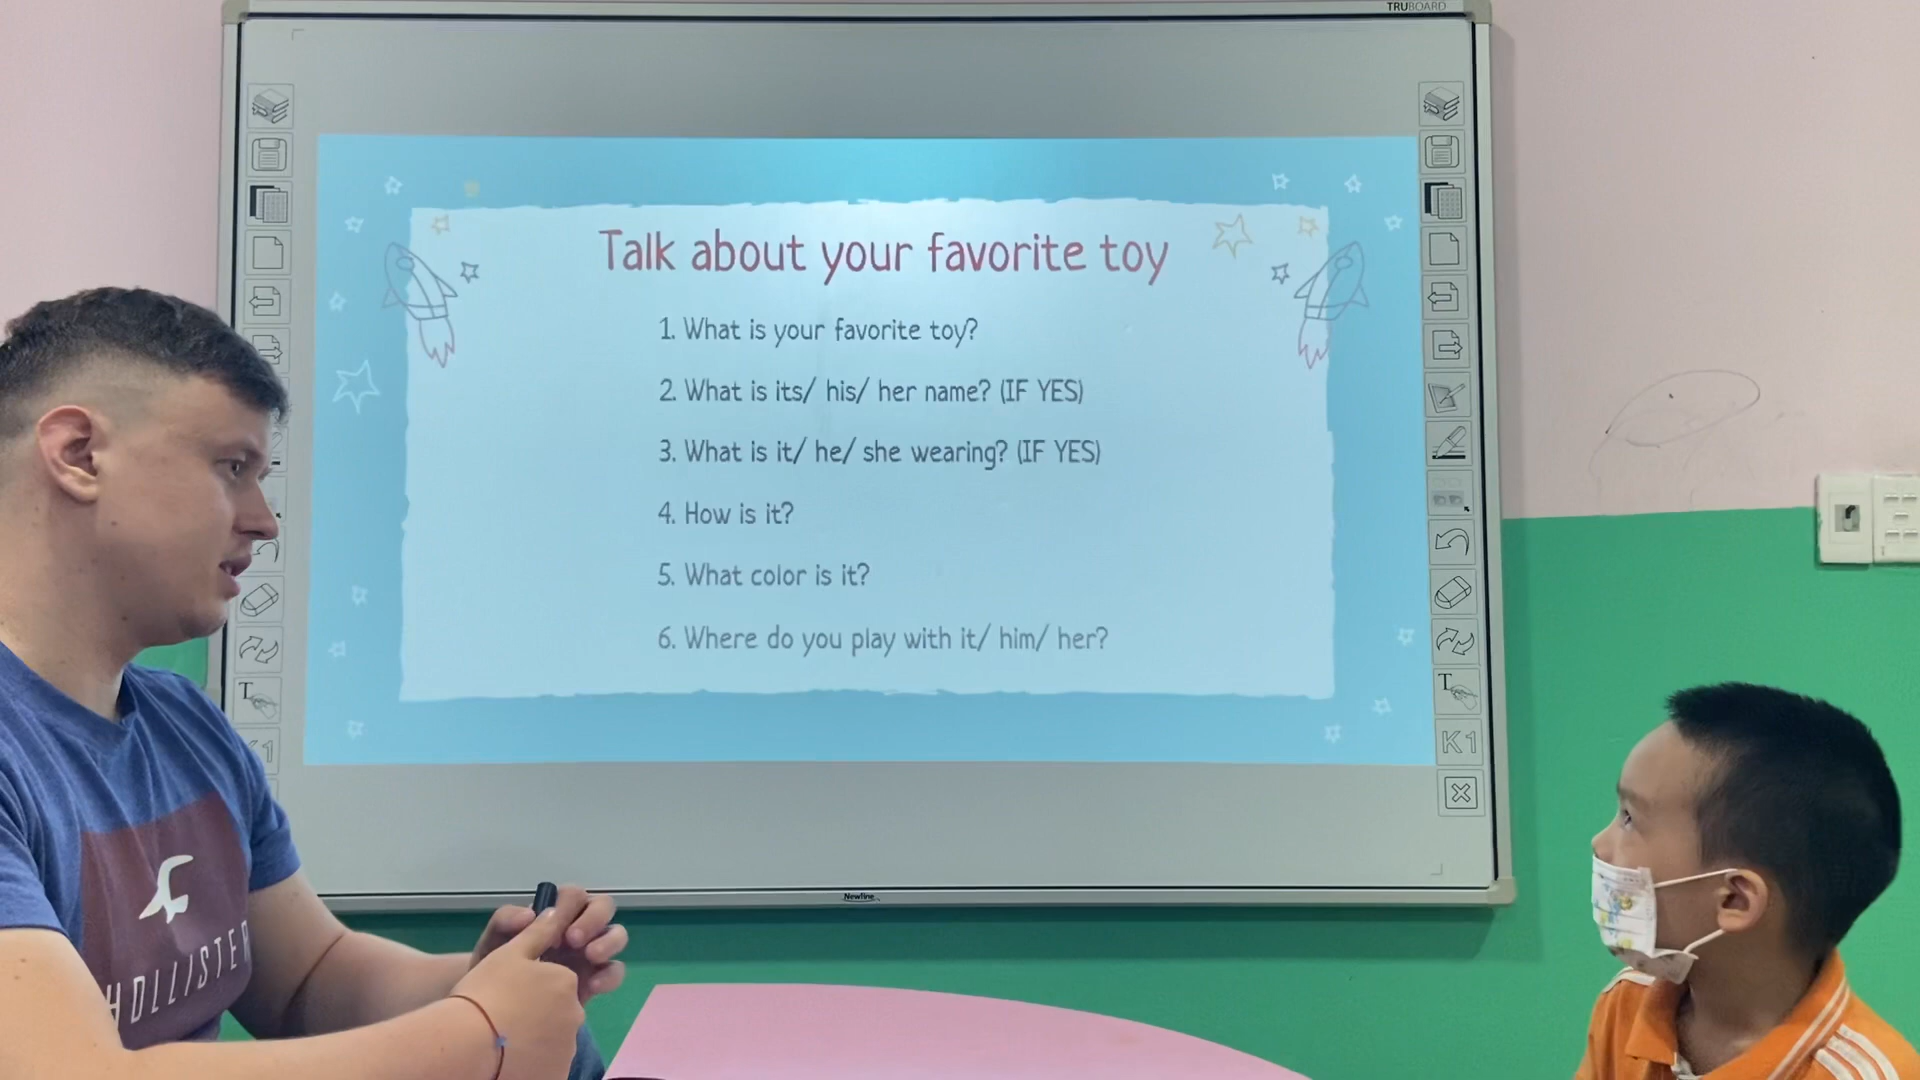 TRUBOARD
Talk about your favorite toy
1. What is your favorite toy?
2. What is its/ his/ her name? (IF YES)
3. What is it/ he/ she wearing? (IF YES)
4. How is it?
5. What color is it?
6. Where do you play with it/ him/ her?
T
T
K1
HOLLISTER
Newline